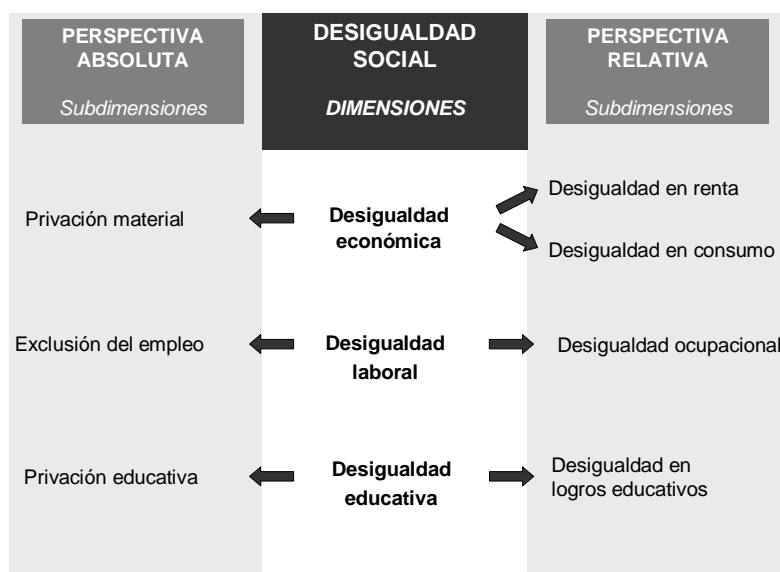 PERSPECTIVA
ABSOLUTA
Subdimensiones
DESIGUALDAD
SOCIAL
DIMENSIONES
PERSPECTIVA
RELATIVA
Subdimensiones
Privación material
Desigualdad
económica
Desigualdad en renta
Desigualdad en consumo
Exclusión del empleo
Desigualdad
laboral
Desigualdad ocupacional
Privación educativa
Desigualdad
educativa
Desigualdad en
logros educativos